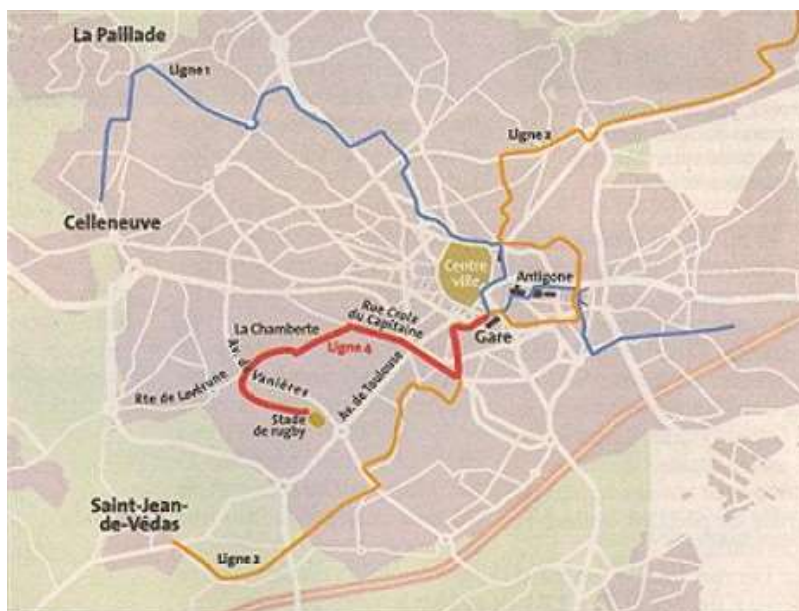 La Paillade
Ligne 1
Ligne 2
Celleneuve
Centre
ville
Antigone
Rue Croix
du Capitaine
La Chamberte
Ligne 4
Gare
Av. de Vanières
Rte de Lavérune
Av. de Toulouse
Stade
de rugby
Saint-Jean-
de-Védas
Ligne 2